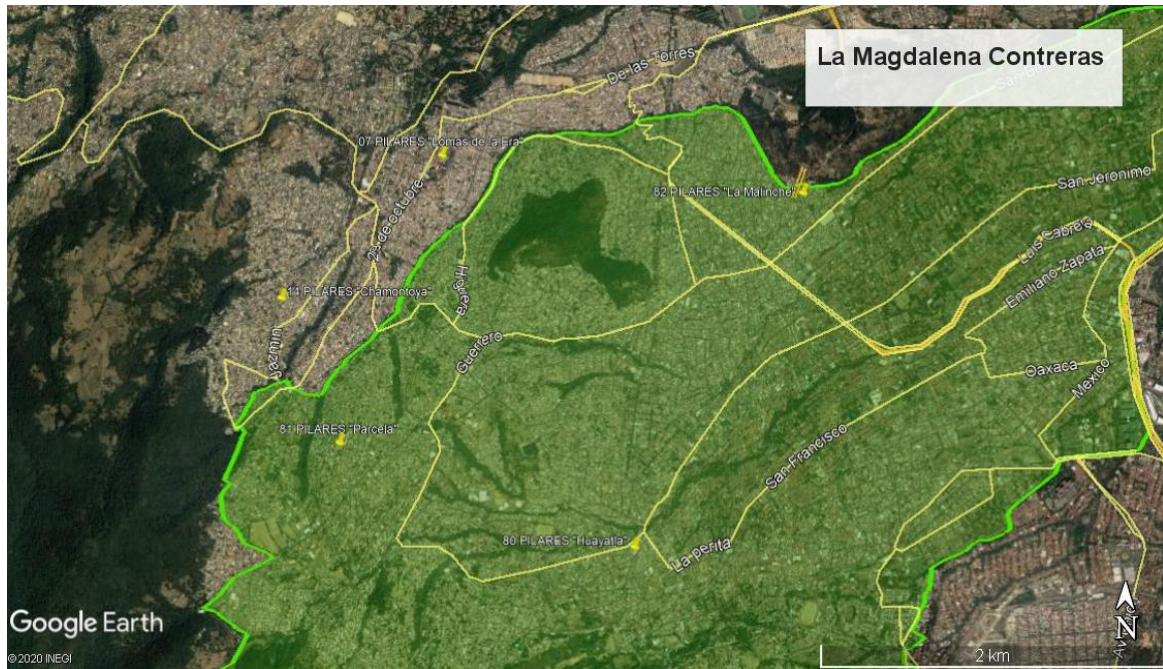 La Magdalena Contreras
De las Torres
07 PILARES "Lomas de la Era"
82 PILARES "La Malinche"
San Jeronimo
23 de octubre
Luis Cabrera
Emiliano Zapata
11 PILARES "Chamontoya"
Higuera
Guerrero
Jazmin
Oaxaca
Mexico
81 PILARES "Parcela"
San Francisco
80 PILARES "Huayatla"
La perita
Google Earth
N
© 2020 INEGI
2 km